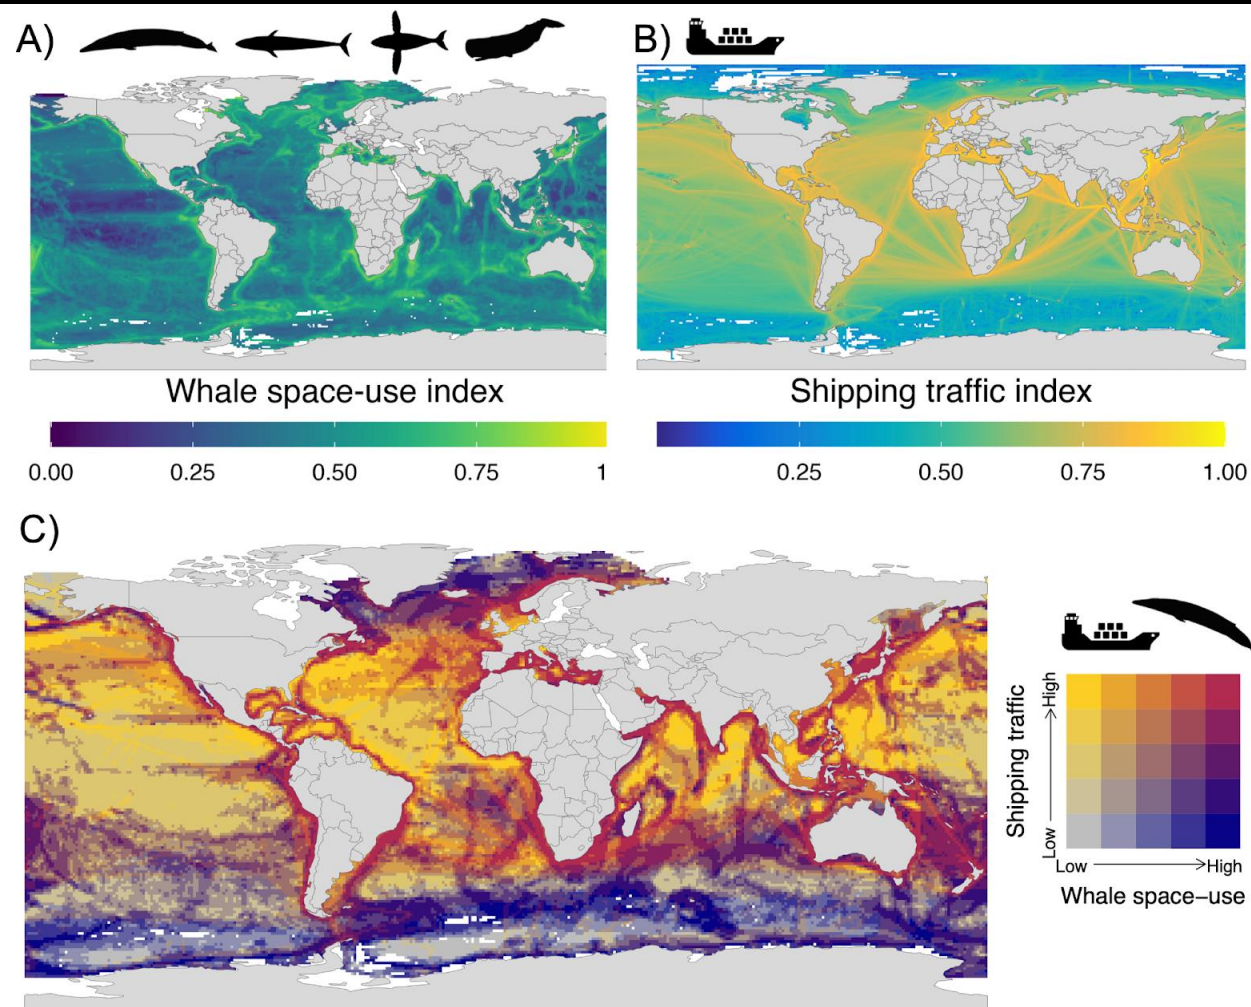 A)
B)
Whale space-use index
0.00 0.25 0.50 0.75 1
Shipping traffic index
0.25 0.50 0.75 1.00
C)
Shipping traffic
Low
High
Low
High
Whale space-use